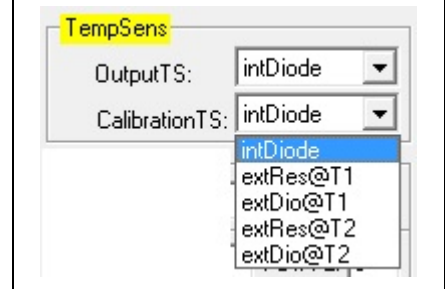 TempSens
OutputTS: intDiode
CalibrationTS: intDiode
intDiode
extRes@T1
extDio@T1
extRes@T2
extDio@T2